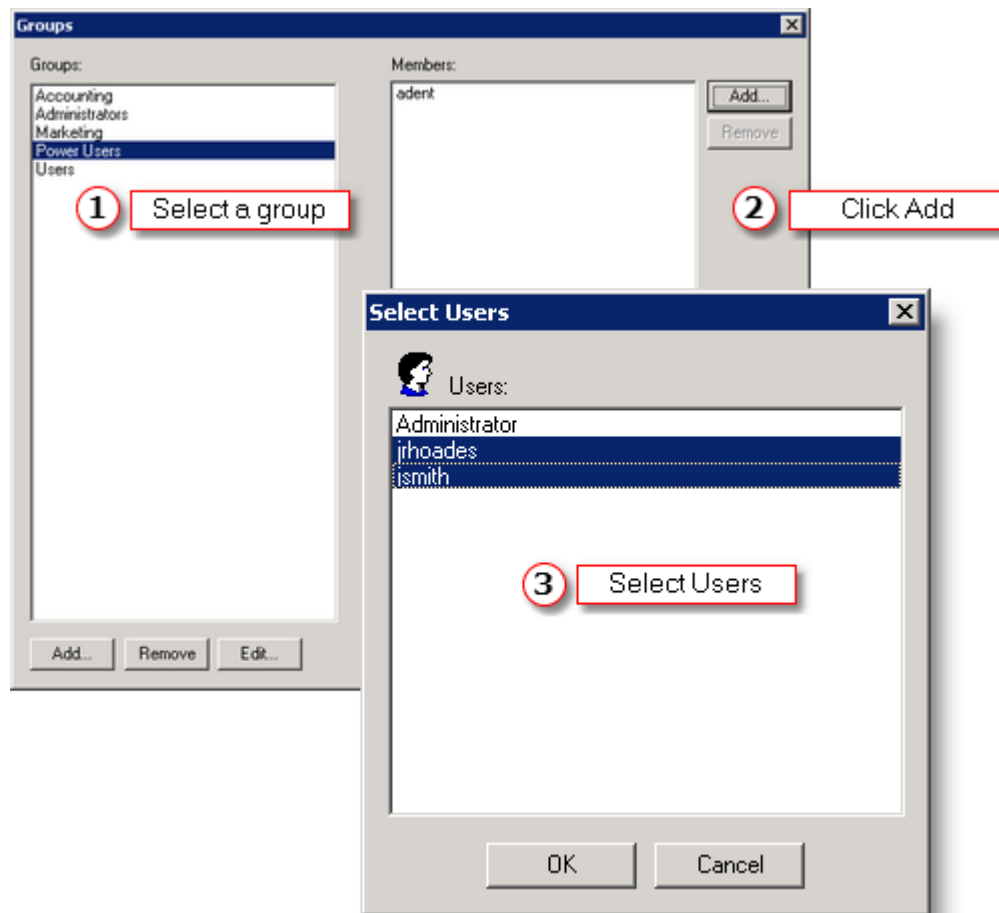 Groups
Groups:
Members:
Accounting
Administrators
Marketing
Power Users
Users
adent
Add...
Remove
1 Select a group
2 Click Add
Select Users
Users:
Administrator
jrhoades
jsmith
3 Select Users
Add... Remove Edit...
OK Cancel